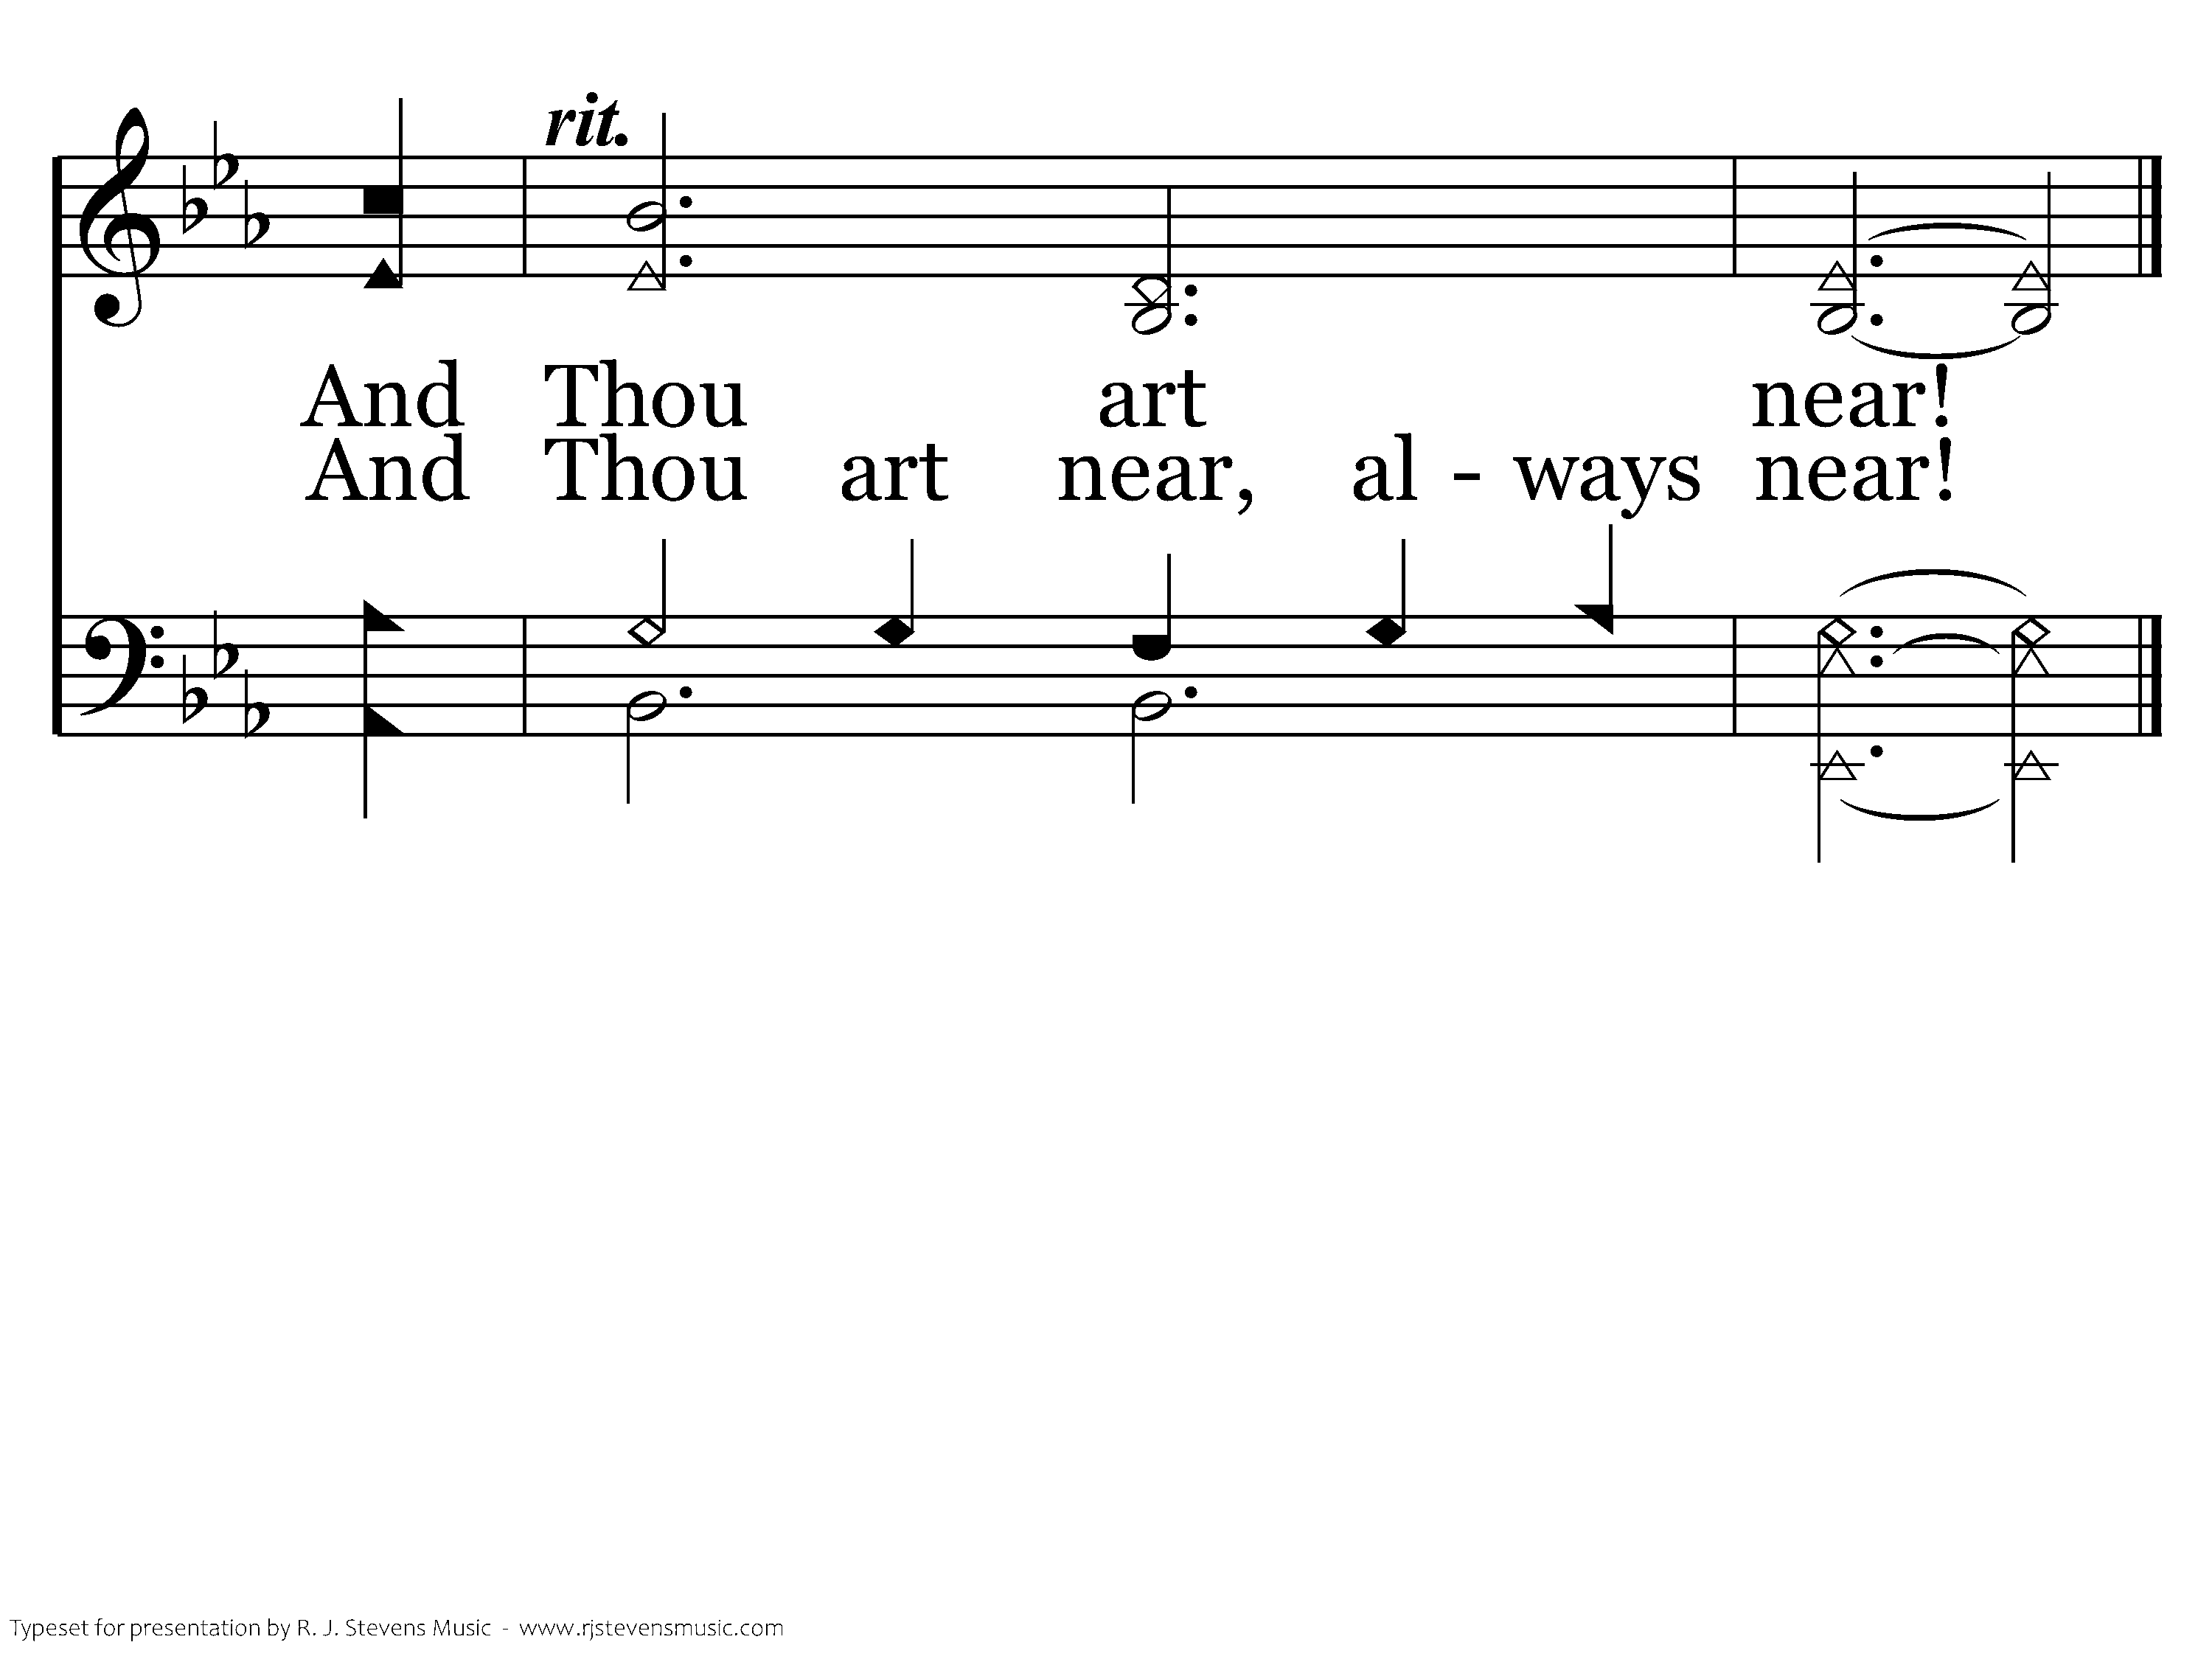 rit.
And Thou art near!
And Thou art near, al - ways near!
Typeset for presentation by R. J. Stevens Music - www.rjstevensmusic.com